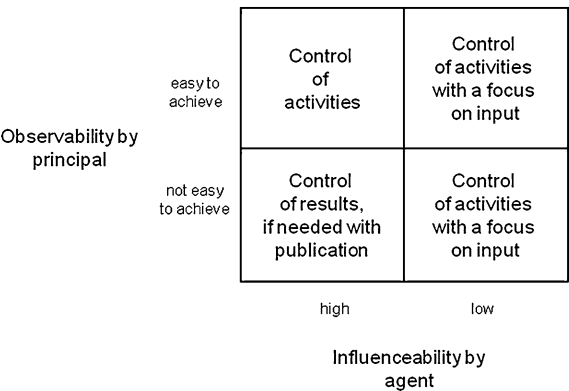 Observability by
principal
easy to
achieve
not easy
to achieve
Control
of
activities
Control
of activities
with a focus
on input
Control
of results,
if needed with
publication
Control
of activities
with a focus
on input
high
low
Influenceability by
agent